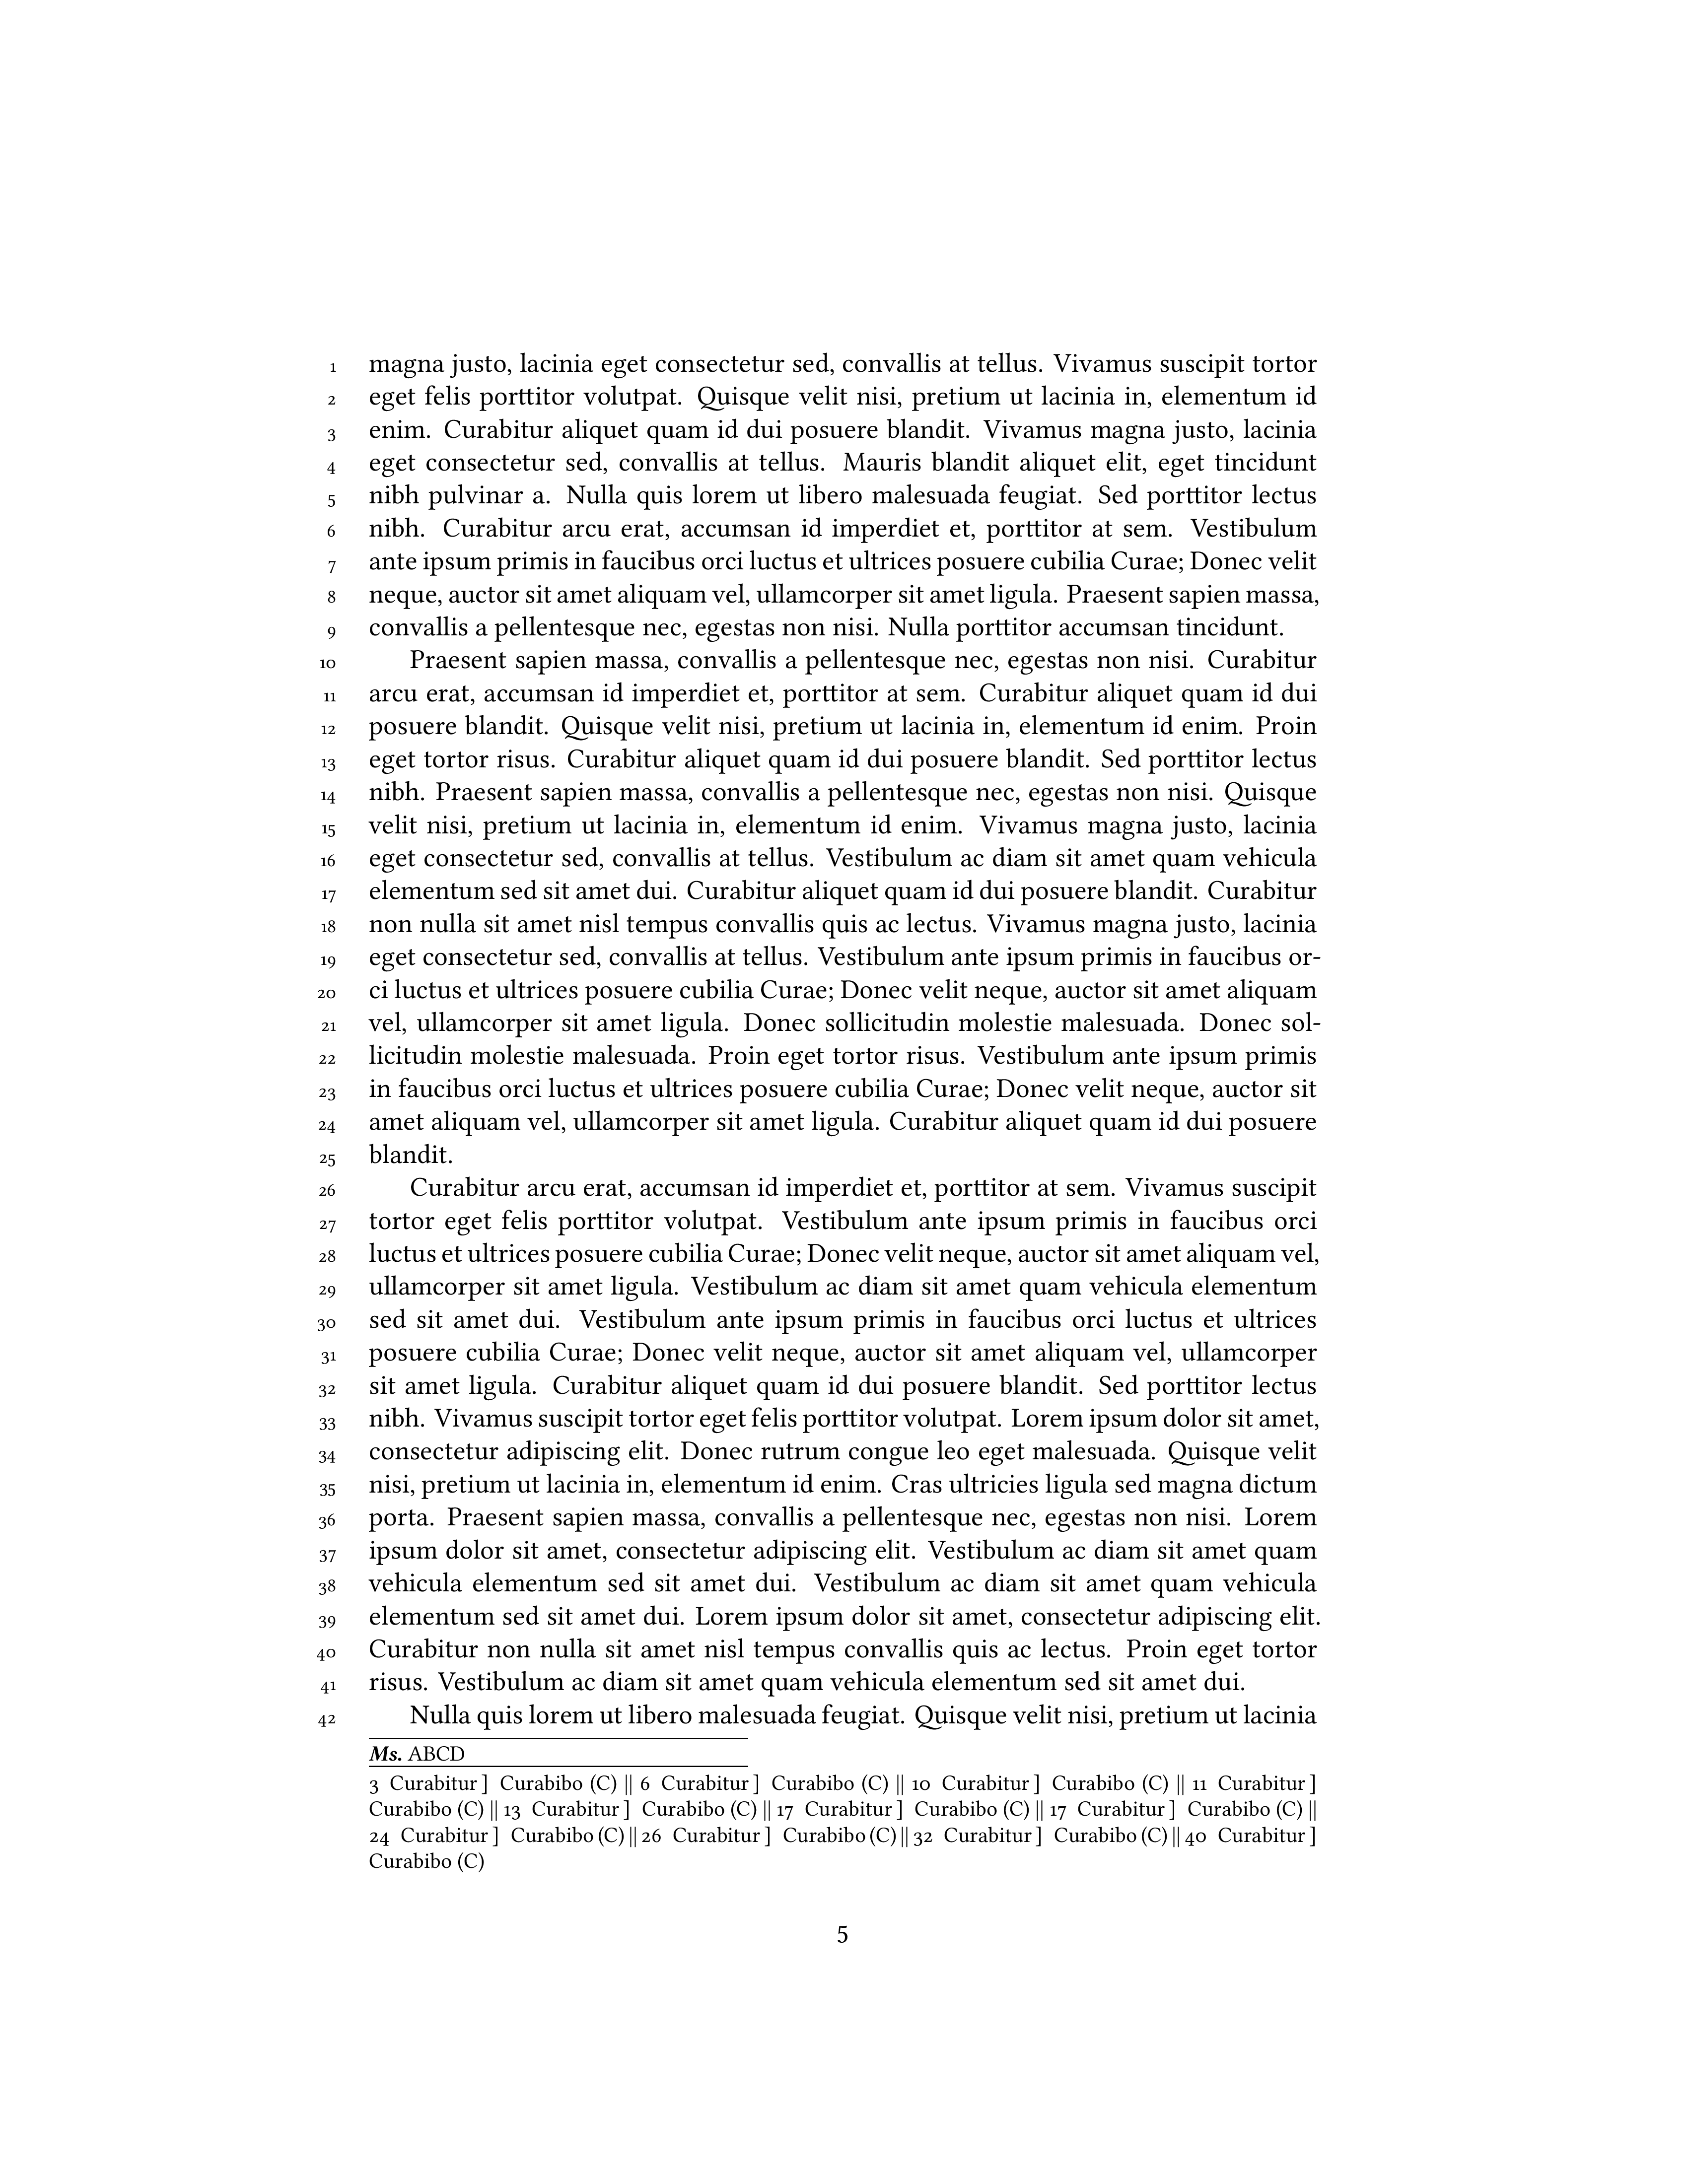 1 magna justo, lacinia eget consectetur sed, convallis at tellus. Vivamus suscipit tortor
2 eget felis porttitor volutpat. Quisque velit nisi, pretium ut lacinia in, elementum id
3 enim. Curabitur aliquet quam id dui posuere blandit. Vivamus magna justo, lacinia
4 eget consectetur sed, convallis at tellus. Mauris blandit aliquet elit, eget tincidunt
5 nibh pulvinar a. Nulla quis lorem ut libero malesuada feugiat. Sed porttitor lectus
6 nibh. Curabitur arcu erat, accumsan id imperdiet et, porttitor at sem. Vestibulum
7 ante ipsum primis in faucibus orci luctus et ultrices posuere cubilia Curae; Donec velit
8 neque, auctor sit amet aliquam vel, ullamcorper sit amet ligula. Praesent sapien massa,
9 convallis a pellentesque nec, egestas non nisi. Nulla porttitor accumsan tincidunt.
10 Praesent sapien massa, convallis a pellentesque nec, egestas non nisi. Curabitur
11 arcu erat, accumsan id imperdiet et, porttitor at sem. Curabitur aliquet quam id dui
12 posuere blandit. Quisque velit nisi, pretium ut lacinia in, elementum id enim. Proin
13 eget tortor risus. Curabitur aliquet quam id dui posuere blandit. Sed porttitor lectus
14 nibh. Praesent sapien massa, convallis a pellentesque nec, egestas non nisi. Quisque
15 velit nisi, pretium ut lacinia in, elementum id enim. Vivamus magna justo, lacinia
16 eget consectetur sed, convallis at tellus. Vestibulum ac diam sit amet quam vehicula
17 elementum sed sit amet dui. Curabitur aliquet quam id dui posuere blandit. Curabitur
18 non nulla sit amet nisl tempus convallis quis ac lectus. Vivamus magna justo, lacinia
19 eget consectetur sed, convallis at tellus. Vestibulum ante ipsum primis in faucibus or-
20 ci luctus et ultrices posuere cubilia Curae; Donec velit neque, auctor sit amet aliquam
21 vel, ullamcorper sit amet ligula. Donec sollicitudin molestie malesuada. Donec sol-
22 licitudin molestie malesuada. Proin eget tortor risus. Vestibulum ante ipsum primis
23 in faucibus orci luctus et ultrices posuere cubilia Curae; Donec velit neque, auctor sit
24 amet aliquam vel, ullamcorper sit amet ligula. Curabitur aliquet quam id dui posuere
25 blandit.
26 Curabitur arcu erat, accumsan id imperdiet et, porttitor at sem. Vivamus suscipit
27 tortor eget felis porttitor volutpat. Vestibulum ante ipsum primis in faucibus orci
28 luctus et ultrices posuere cubilia Curae; Donec velit neque, auctor sit amet aliquam vel,
29 ullamcorper sit amet ligula. Vestibulum ac diam sit amet quam vehicula elementum
30 sed sit amet dui. Vestibulum ante ipsum primis in faucibus orci luctus et ultrices
31 posuere cubilia Curae; Donec velit neque, auctor sit amet aliquam vel, ullamcorper
32 sit amet ligula. Curabitur aliquet quam id dui posuere blandit. Sed porttitor lectus
33 nibh. Vivamus suscipit tortor eget felis porttitor volutpat. Lorem ipsum dolor sit amet,
34 consectetur adipiscing elit. Donec rutrum congue leo eget malesuada. Quisque velit
35 nisi, pretium ut lacinia in, elementum id enim. Cras ultricies ligula sed magna dictum
36 porta. Praesent sapien massa, convallis a pellentesque nec, egestas non nisi. Lorem
37 ipsum dolor sit amet, consectetur adipiscing elit. Vestibulum ac diam sit amet quam
38 vehicula elementum sed sit amet dui. Vestibulum ac diam sit amet quam vehicula
39 elementum sed sit amet dui. Lorem ipsum dolor sit amet, consectetur adipiscing elit.
40 Curabitur non nulla sit amet nisl tempus convallis quis ac lectus. Proin eget tortor
41 risus. Vestibulum ac diam sit amet quam vehicula elementum sed sit amet dui.
42 Nulla quis lorem ut libero malesuada feugiat. Quisque velit nisi, pretium ut lacinia
Ms. ABCD
3 Curabitur] Curabibo (C) || 6 Curabitur] Curabibo (C) || 10 Curabitur] Curabibo (C) || 11 Curabitur]
Curabibo (C) || 13 Curabitur] Curabibo (C) || 17 Curabitur] Curabibo (C) || 17 Curabitur] Curabibo (C) ||
24 Curabitur] Curabibo (C) || 26 Curabitur] Curabibo (C) || 32 Curabitur] Curabibo (C) || 40 Curabitur]
Curabibo (C)
5